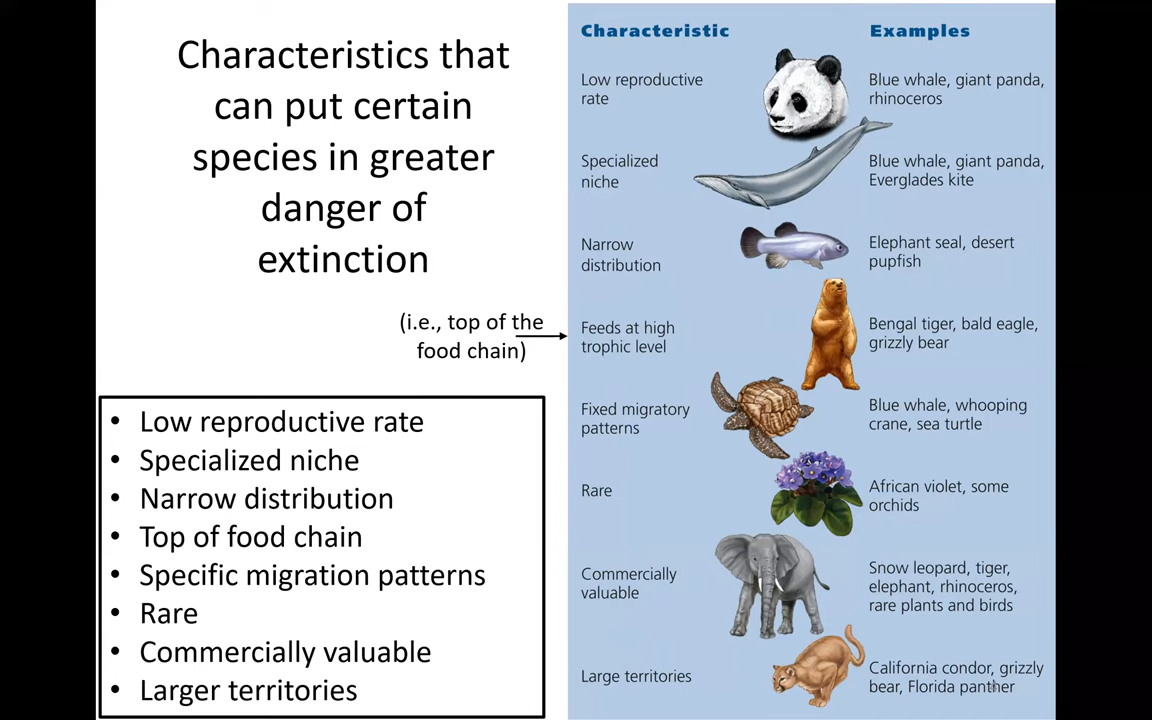 Characteristics that
can put certain
species in greater
danger of
extinction
(i.e., top of the
food chain)
• Low reproductive rate
• Specialized niche
• Narrow distribution
• Top of food chain
• Specific migration patterns
• Rare
• Commercially valuable
• Larger territories
Characteristic Examples
Low reproductive
rate
Blue whale, giant panda,
rhinoceros
Specialized
niche
Blue whale, giant panda,
Everglades kite
Narrow
distribution
Elephant seal, desert
pupfish
Feeds at high
trophic level
Bengal tiger, bald eagle,
grizzly bear
Fixed migratory
patterns
Blue whale, whooping
crane, sea turtle
Rare
African violet, some
orchids
Commercially
valuable
Snow leopard, tiger,
elephant, rhinoceros,
rare plants and birds
Large territories
California condor, grizzly
bear, Florida panther